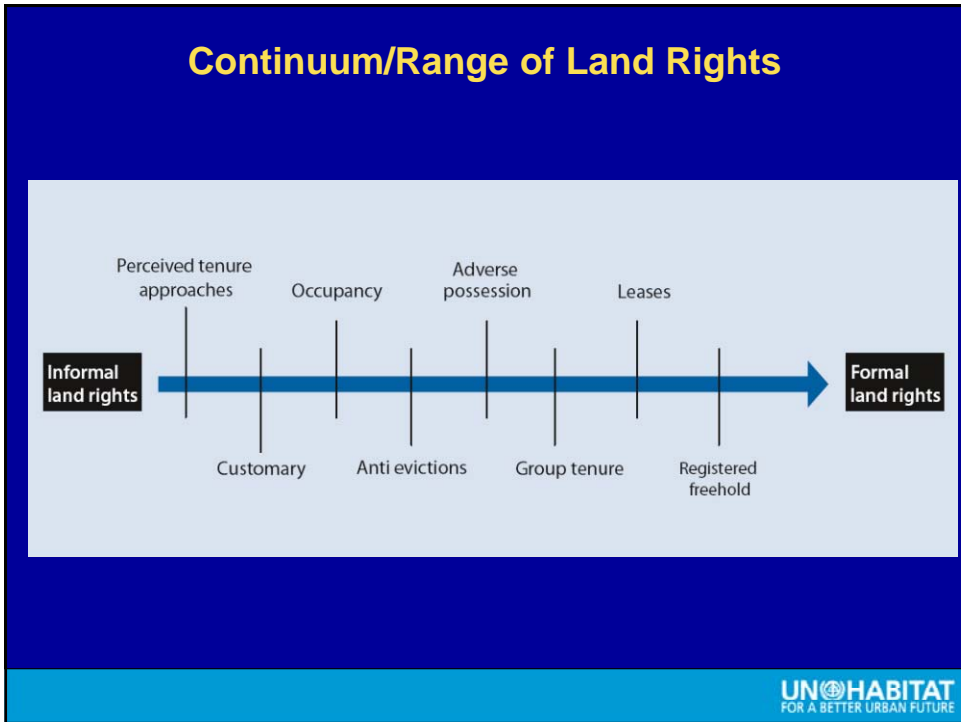 Continuum/Range of Land Rights
Perceived tenure
approaches
Occupancy
Adverse
possession
Leases
Informal
land rights
Formal
land rights
Customary
Anti evictions
Group tenure
Registered
freehold
UN HABITAT
FOR A BETTER URBAN FUTURE